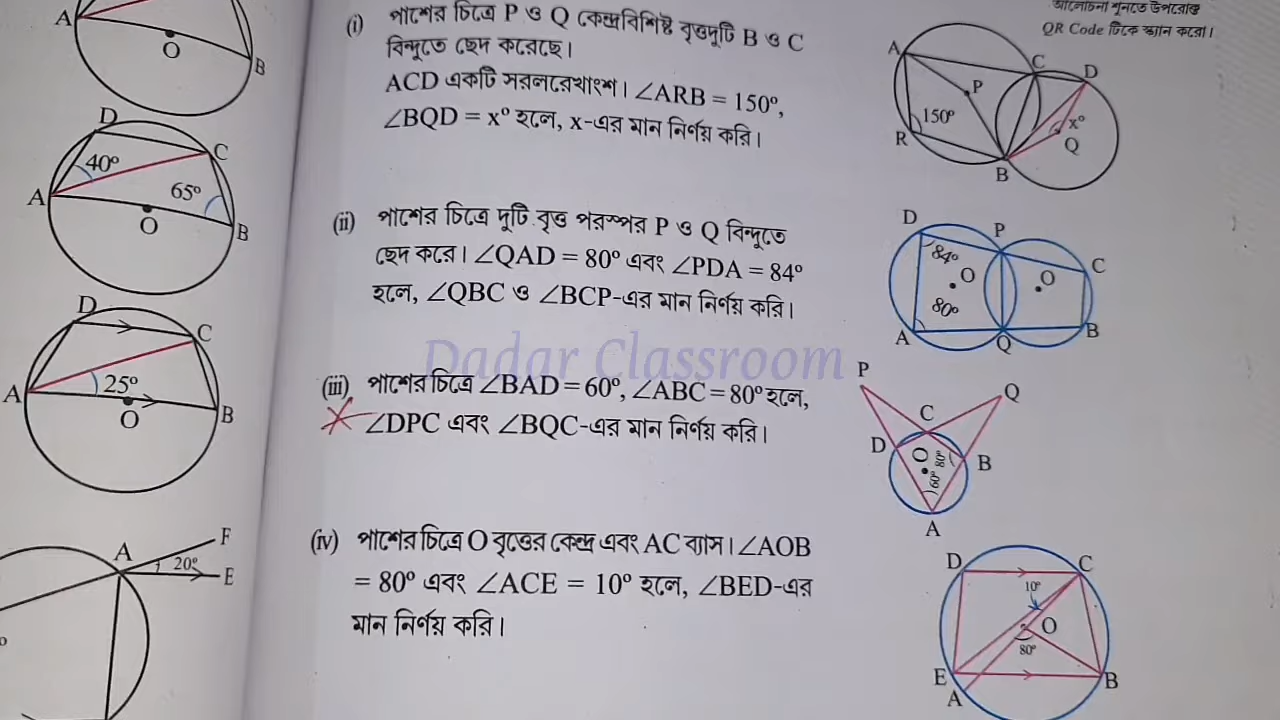 আলোচনা শুনতে উপরোক্ত
QR Code টিকে স্ক্যান করো।
(i) পাশের চিত্রে P ও Q কেন্দ্রবিশিষ্ট বৃত্তদুটি B ও C
বিন্দুতে ছেদ করেছে।
ACD একটি সরলরেখাংশ। ∠ARB = 150°,
∠BQD = x° হলে, x-এর মান নির্ণয় করি।
A
C
D
P
150°
x°
R
Q
B
(ii) পাশের চিত্রে দুটি বৃত্ত পরস্পর P ও Q বিন্দুতে
ছেদ করে। ∠QAD = 80° এবং ∠PDA = 84°
হলে, ∠QBC ও ∠BCP-এর মান নির্ণয় করি।
D
P
84°
O
O
C
80°
A
Q
B
Dadar Classroom
(iii) পাশের চিত্রে ∠BAD = 60°, ∠ABC = 80° হলে,
∠DPC এবং ∠BQC-এর মান নির্ণয় করি।
P
Q
C
D
O
80°
B
60°
A
(iv) পাশের চিত্রে O বৃত্তের কেন্দ্র এবং AC ব্যাস। ∠AOB
= 80° এবং ∠ACE = 10° হলে, ∠BED-এর
মান নির্ণয় করি।
D
C
10°
O
80°
E
A
B
A
O
B
D
40°
C
65°
A
O
B
D
C
A
25°
O
B
A
F
20°
E